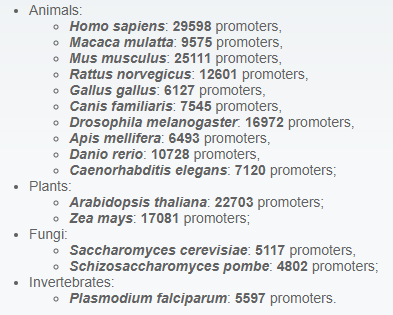 Animals:
Homo sapiens: 29598 promoters,
Macaca mulatta: 9575 promoters,
Mus musculus: 25111 promoters,
Rattus norvegicus: 12601 promoters,
Gallus gallus: 6127 promoters,
Canis familiaris: 7545 promoters,
Drosophila melanogaster: 16972 promoters,
Apis mellifera: 6493 promoters,
Danio rerio: 10728 promoters,
Caenorhabditis elegans: 7120 promoters;
Plants:
Arabidopsis thaliana: 22703 promoters;
Zea mays: 17081 promoters;
Fungi:
Saccharomyces cerevisiae: 5117 promoters,
Schizosaccharomyces pombe: 4802 promoters;
Invertebrates:
Plasmodium falciparum: 5597 promoters.